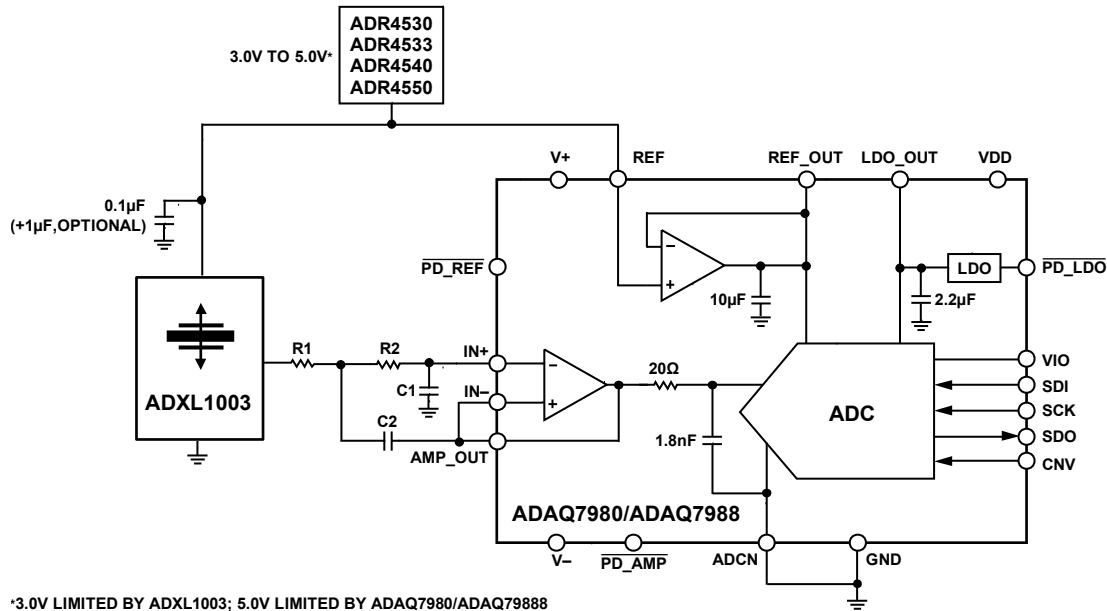 ADR4530
ADR4533
ADR4540
ADR4550
3.0V TO 5.0V*
V+
REF
REF_OUT
LDO_OUT
VDD
0.1µF
(+1µF,OPTIONAL)
PD_REF
−
+
10µF
LDO
PD_LDO
2.2µF
ADXL1003
R1
R2
C1
C2
IN+
IN−
AMP_OUT
−
+
20Ω
1.8nF
ADC
VIO
SDI
SCK
SDO
CNV
ADAQ7980/ADAQ7988
V−
PD_AMP
ADCN
GND
*3.0V LIMITED BY ADXL1003; 5.0V LIMITED BY ADAQ7980/ADAQ79888